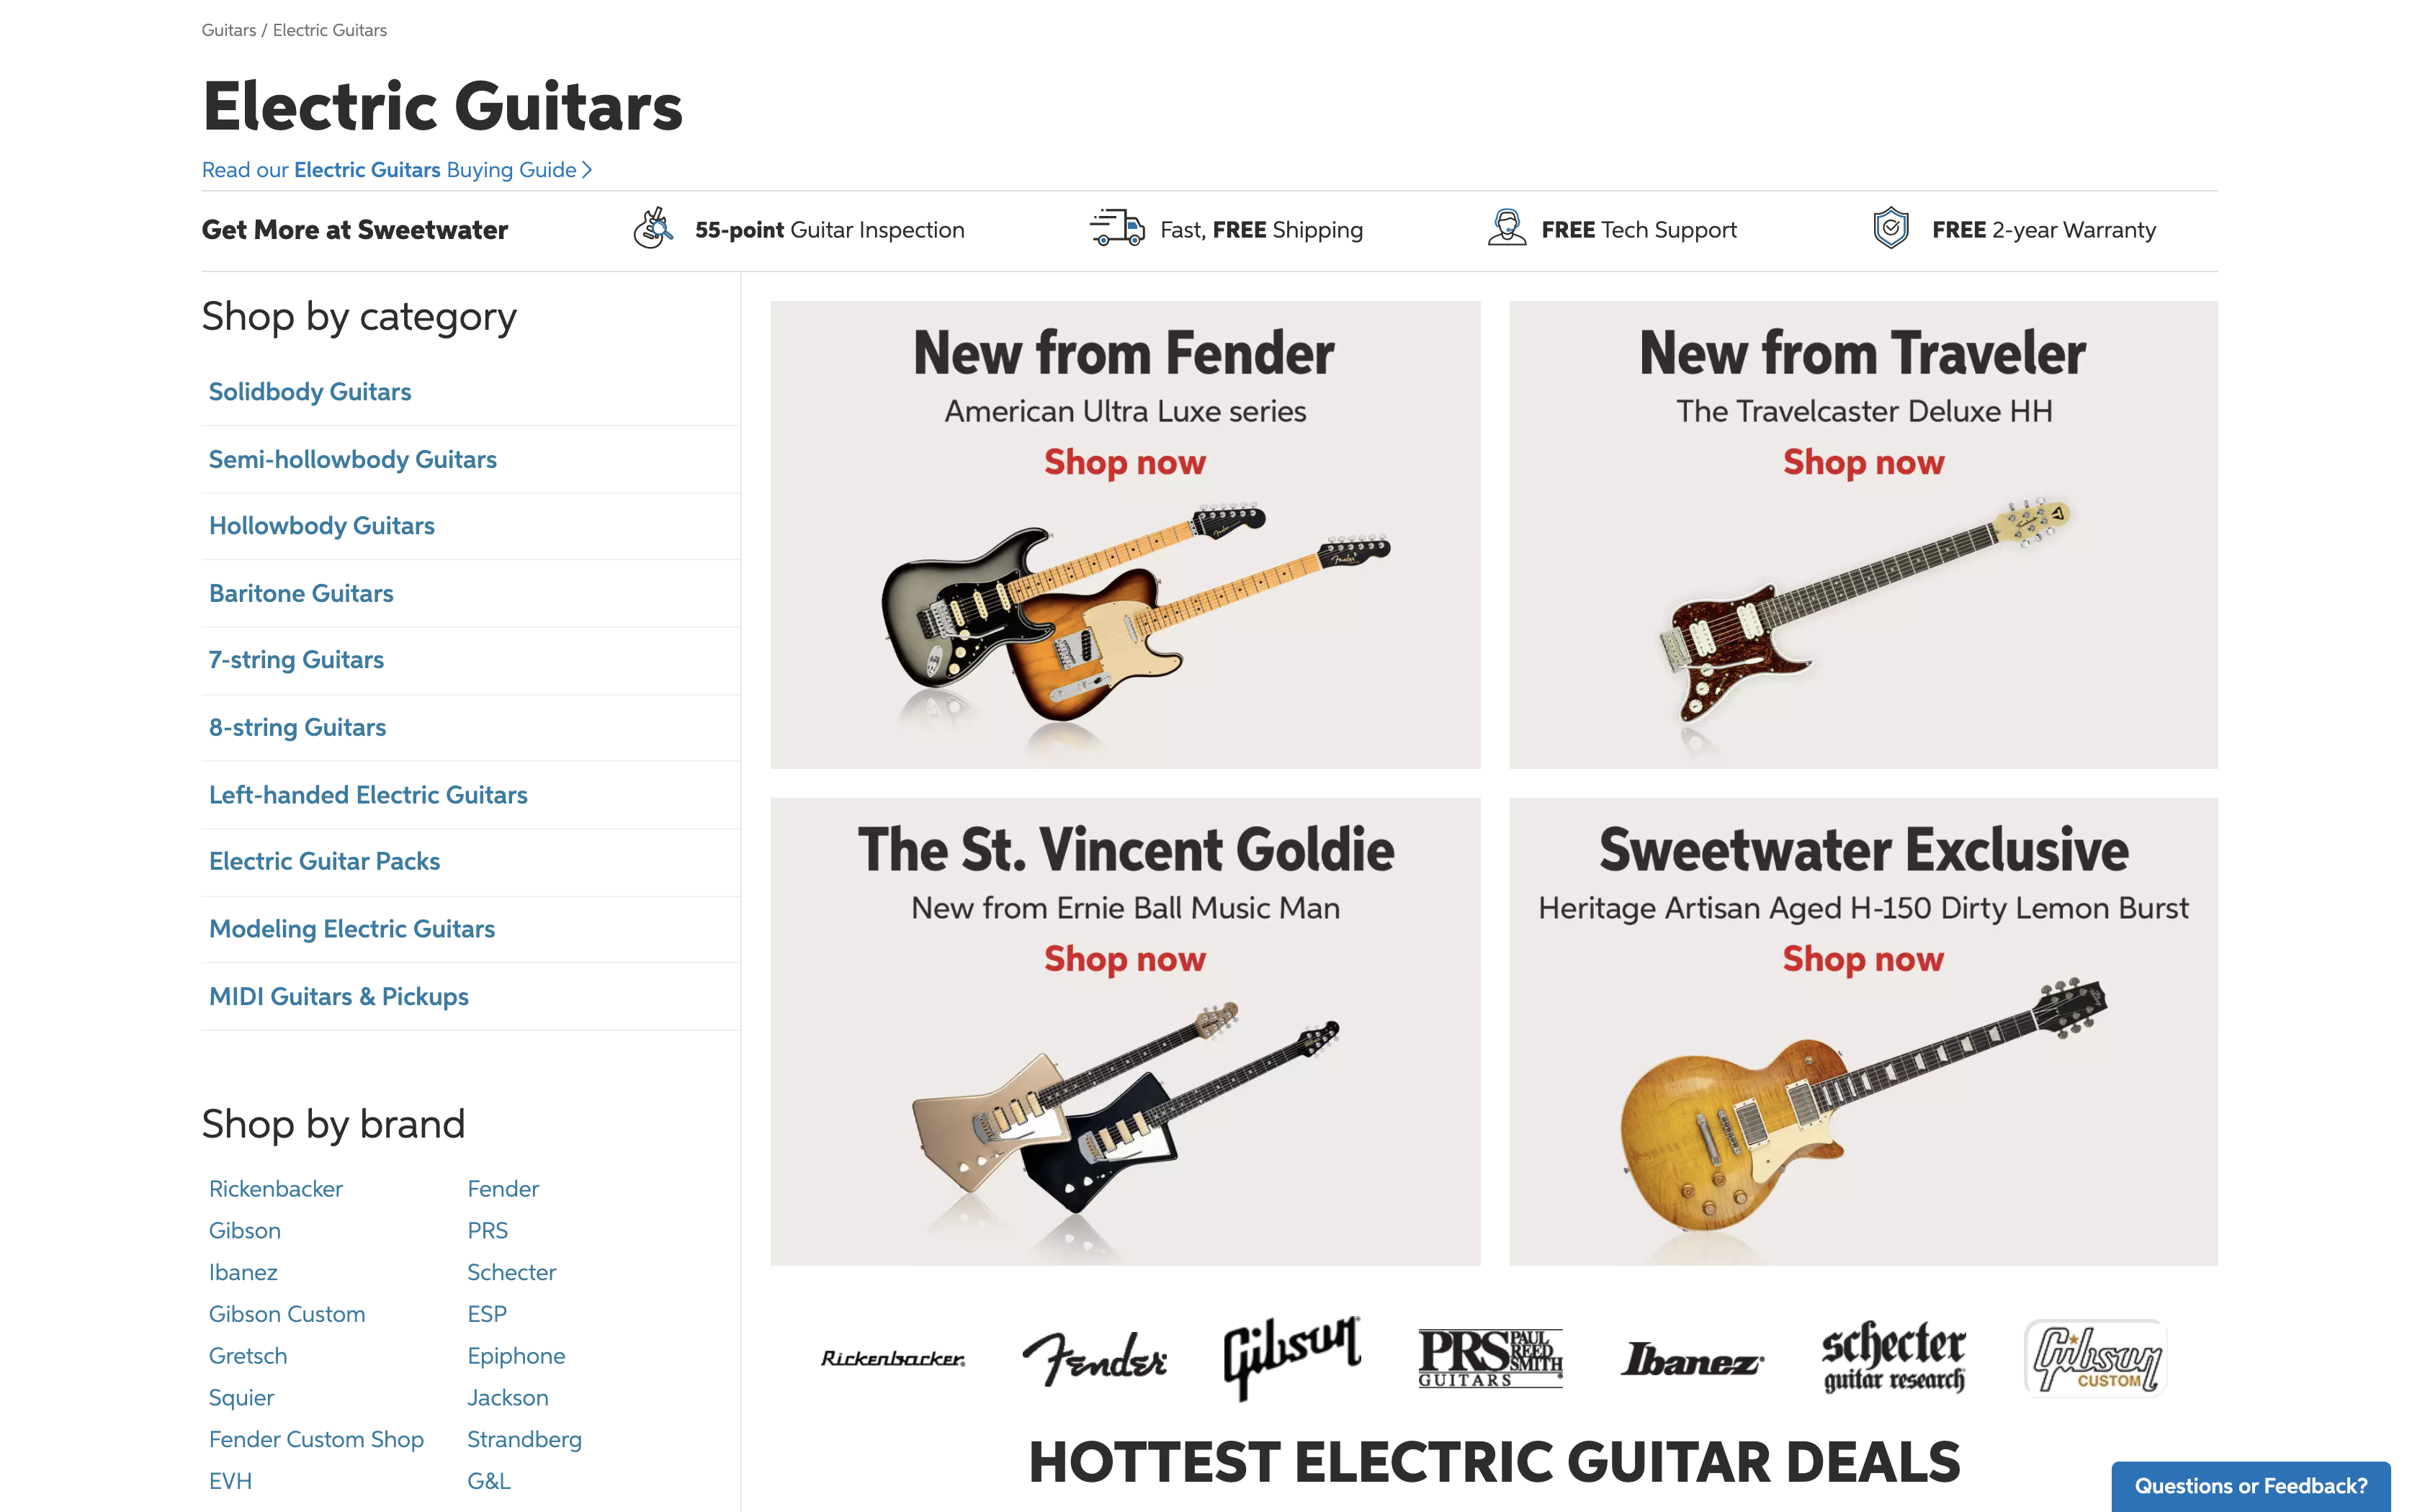 Guitars / Electric Guitars
Electric Guitars
Read our Electric Guitars Buying Guide >
Get More at Sweetwater
55-point Guitar Inspection
Fast, FREE Shipping
FREE Tech Support
FREE 2-year Warranty
Shop by category
Solidbody Guitars
Semi-hollowbody Guitars
Hollowbody Guitars
Baritone Guitars
7-string Guitars
8-string Guitars
Left-handed Electric Guitars
Electric Guitar Packs
Modeling Electric Guitars
MIDI Guitars & Pickups
Shop by brand
Rickenbacker
Fender
Gibson
PRS
Ibanez
Schecter
Gibson Custom
ESP
Gretsch
Epiphone
Squier
Jackson
Fender Custom Shop
Strandberg
EVH
G&L
New from Fender
American Ultra Luxe series
Shop now
Fender
Fender
New from Traveler
The Travelcaster Deluxe HH
Shop now
The St. Vincent Goldie
New from Ernie Ball Music Man
Shop now
Sweetwater Exclusive
Heritage Artisan Aged H-150 Dirty Lemon Burst
Shop now
Rickenbacker
Fender
Gibson
PRS PAUL REED SMITH
GUITARS
Ibanez
schecter
guitar research
Gibson
CUSTOM
HOTTEST ELECTRIC GUITAR DEALS
Questions or Feedback?